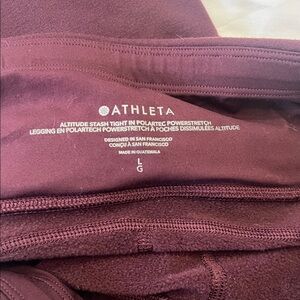 ATHLETA
ALTITUDE STASH TIGHT IN POLARTEC POWERSTRETCH
LEGGING EN POLARTECH POWERSTRETCH À POCHES DISSIMULÉES ALTITUDE
DESIGNED IN SAN FRANCISCO
CONÇU À SAN FRANCISCO
MADE IN GUATEMALA
L
G